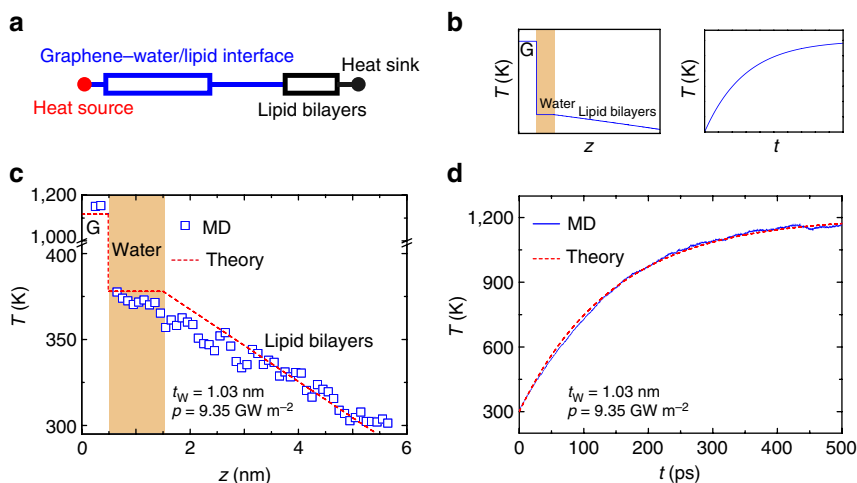 a
Graphene–water/lipid interface
Heat sink
Heat source
Lipid bilayers
b
T (K)
G
Water
Lipid bilayers
z
T (K)
t
c
1,200
1,000
400
350
300
T (K)
G
Water
MD
Theory
Lipid bilayers
tW = 1.03 nm
p = 9.35 GW m−2
0
2
4
6
z (nm)
d
1,200
900
600
300
T (K)
MD
Theory
tW = 1.03 nm
p = 9.35 GW m−2
0
100
200
300
400
500
t (ps)